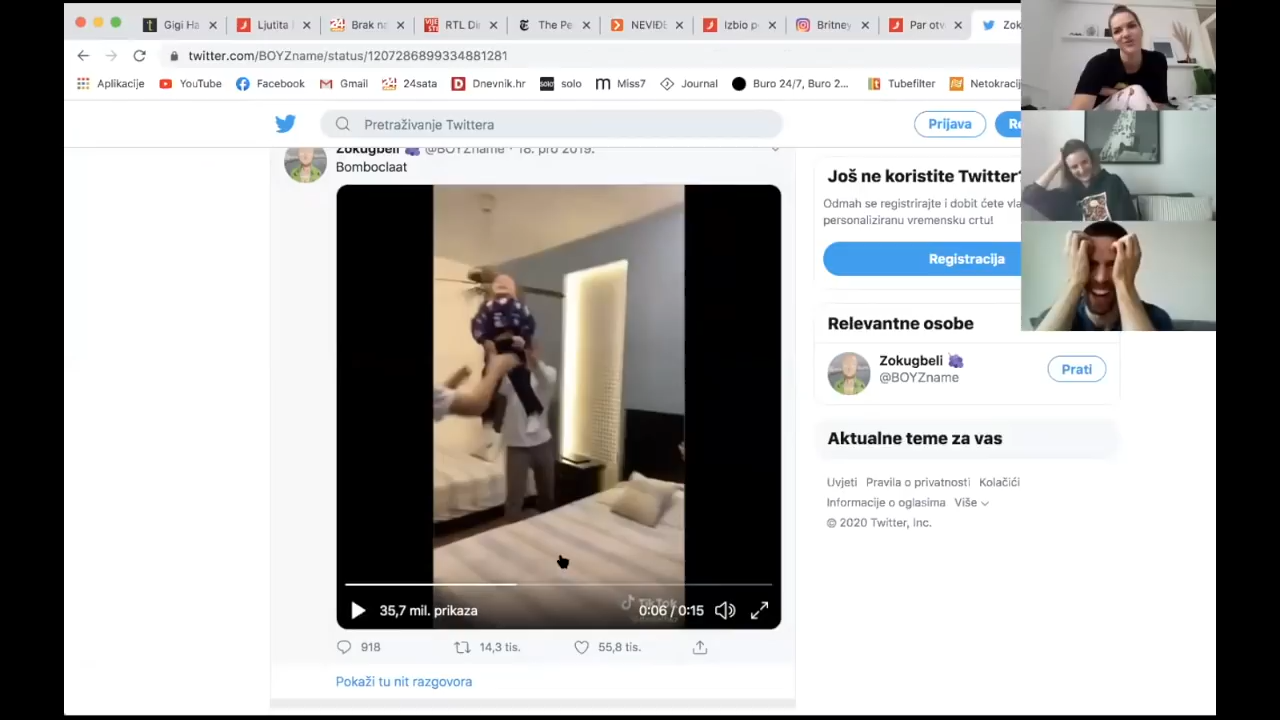 Gigi Ha
Ljutita
Brak na
RTL Di
The Pe
NEVIĐE
Izbio p
Britney
Par otv
Zok
twitter.com/BOYZname/status/1207286899334881281
Aplikacije
YouTube
Facebook
Gmail
24sata
Dnevnik.hr
solo
Miss7
Journal
Buro 24/7, Buro 2...
Tubefilter
Netokracij
Pretraživanje Twittera
Prijava
Re
Zokugbeli @BOYZname · 18. pro 2019.
Bomboclaat
TikTok
35,7 mil. prikaza
0:06 / 0:15
918
14,3 tis.
55,8 tis.
Pokaži tu nit razgovora
Još ne koristite Twitter?
Odmah se registrirajte i dobit ćete vla
personaliziranu vremensku crtu!
Registracija
Relevantne osobe
Zokugbeli
@BOYZname
Prati
Aktualne teme za vas
Uvjeti Pravila o privatnosti Kolačići
Informacije o oglasima Više
© 2020 Twitter, Inc.